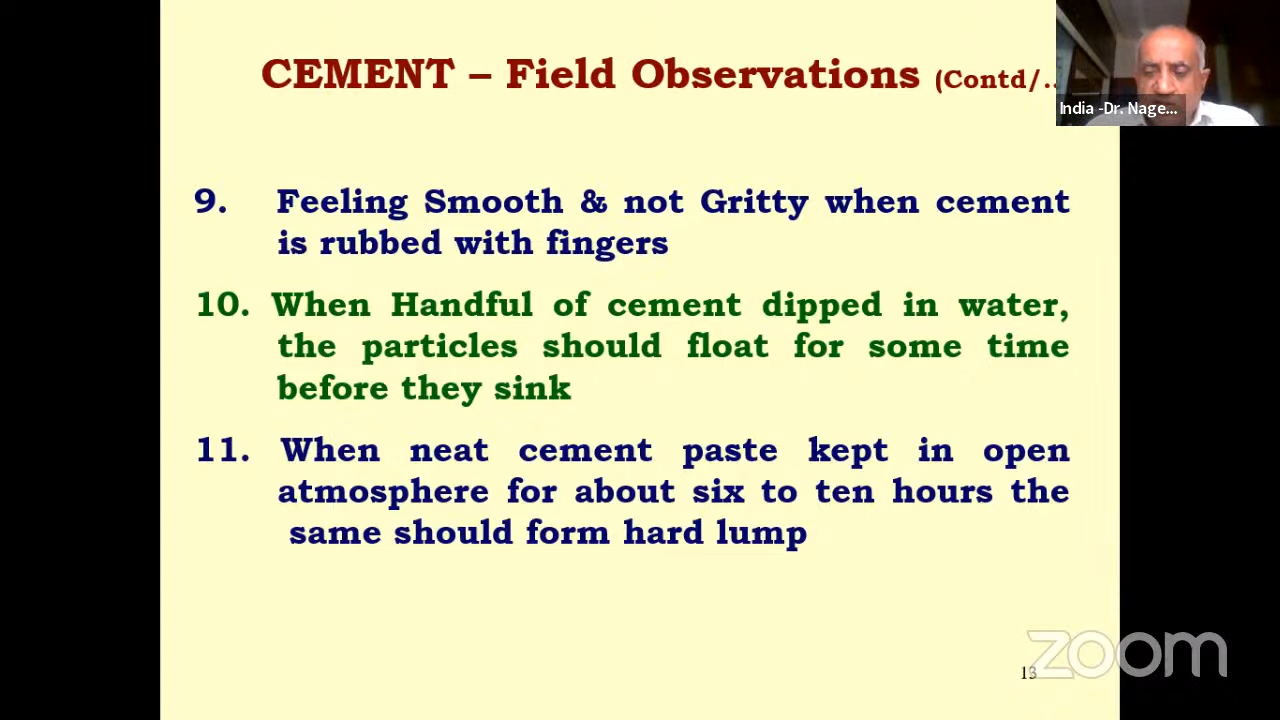 CEMENT – Field Observations (Contd/..
India -Dr. Nage...
9. Feeling Smooth & not Gritty when cement
is rubbed with fingers
10. When Handful of cement dipped in water,
the particles should float for some time
before they sink
11. When neat cement paste kept in open
atmosphere for about six to ten hours the
same should form hard lump
zoom
13